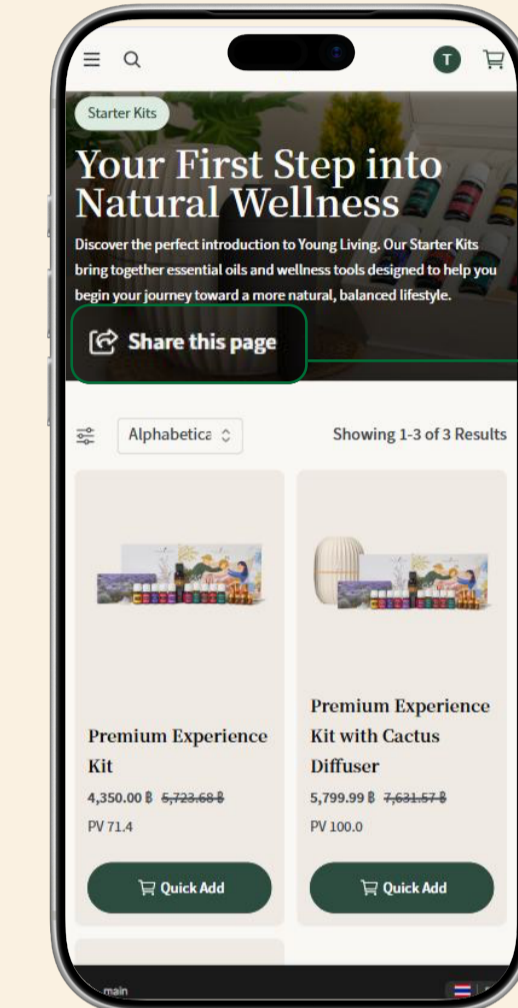 T
Starter Kits
Your First Step into
Natural Wellness
Discover the perfect introduction to Young Living. Our Starter Kits
bring together essential oils and wellness tools designed to help you
begin your journey toward a more natural, balanced lifestyle.
Share this page
Alphabetica
Showing 1-3 of 3 Results
Premium Experience
Kit
4,350.00 ฿ 5,723.68 ฿
PV 71.4
Quick Add
Premium Experience
Kit with Cactus
Diffuser
5,799.99 ฿ 7,631.57 ฿
PV 100.0
Quick Add
main